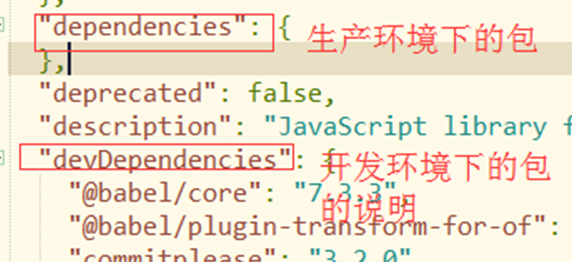 },
"dependencies": {
生产环境下的包
},
"deprecated": false,
"description": "JavaScript library f
"devDependencies": {
开发环境下的包
的说明
"@babel/core": "7.3.3",
"@babel/plugin-transform-for-of":
"commitplease": "3.2.0"